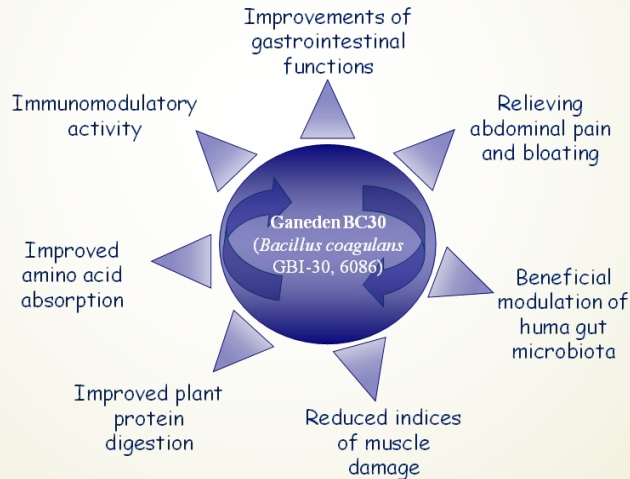 Improvements of
gastrointestinal
functions
Immunomodulatory
activity
Relieving
abdominal pain
and bloating
Ganeden BC30
(Bacillus coagulans
GBI-30, 6086)
Improved
amino acid
absorption
Beneficial
modulation of
huma gut
microbiota
Improved plant
protein
digestion
Reduced indices
of muscle
damage